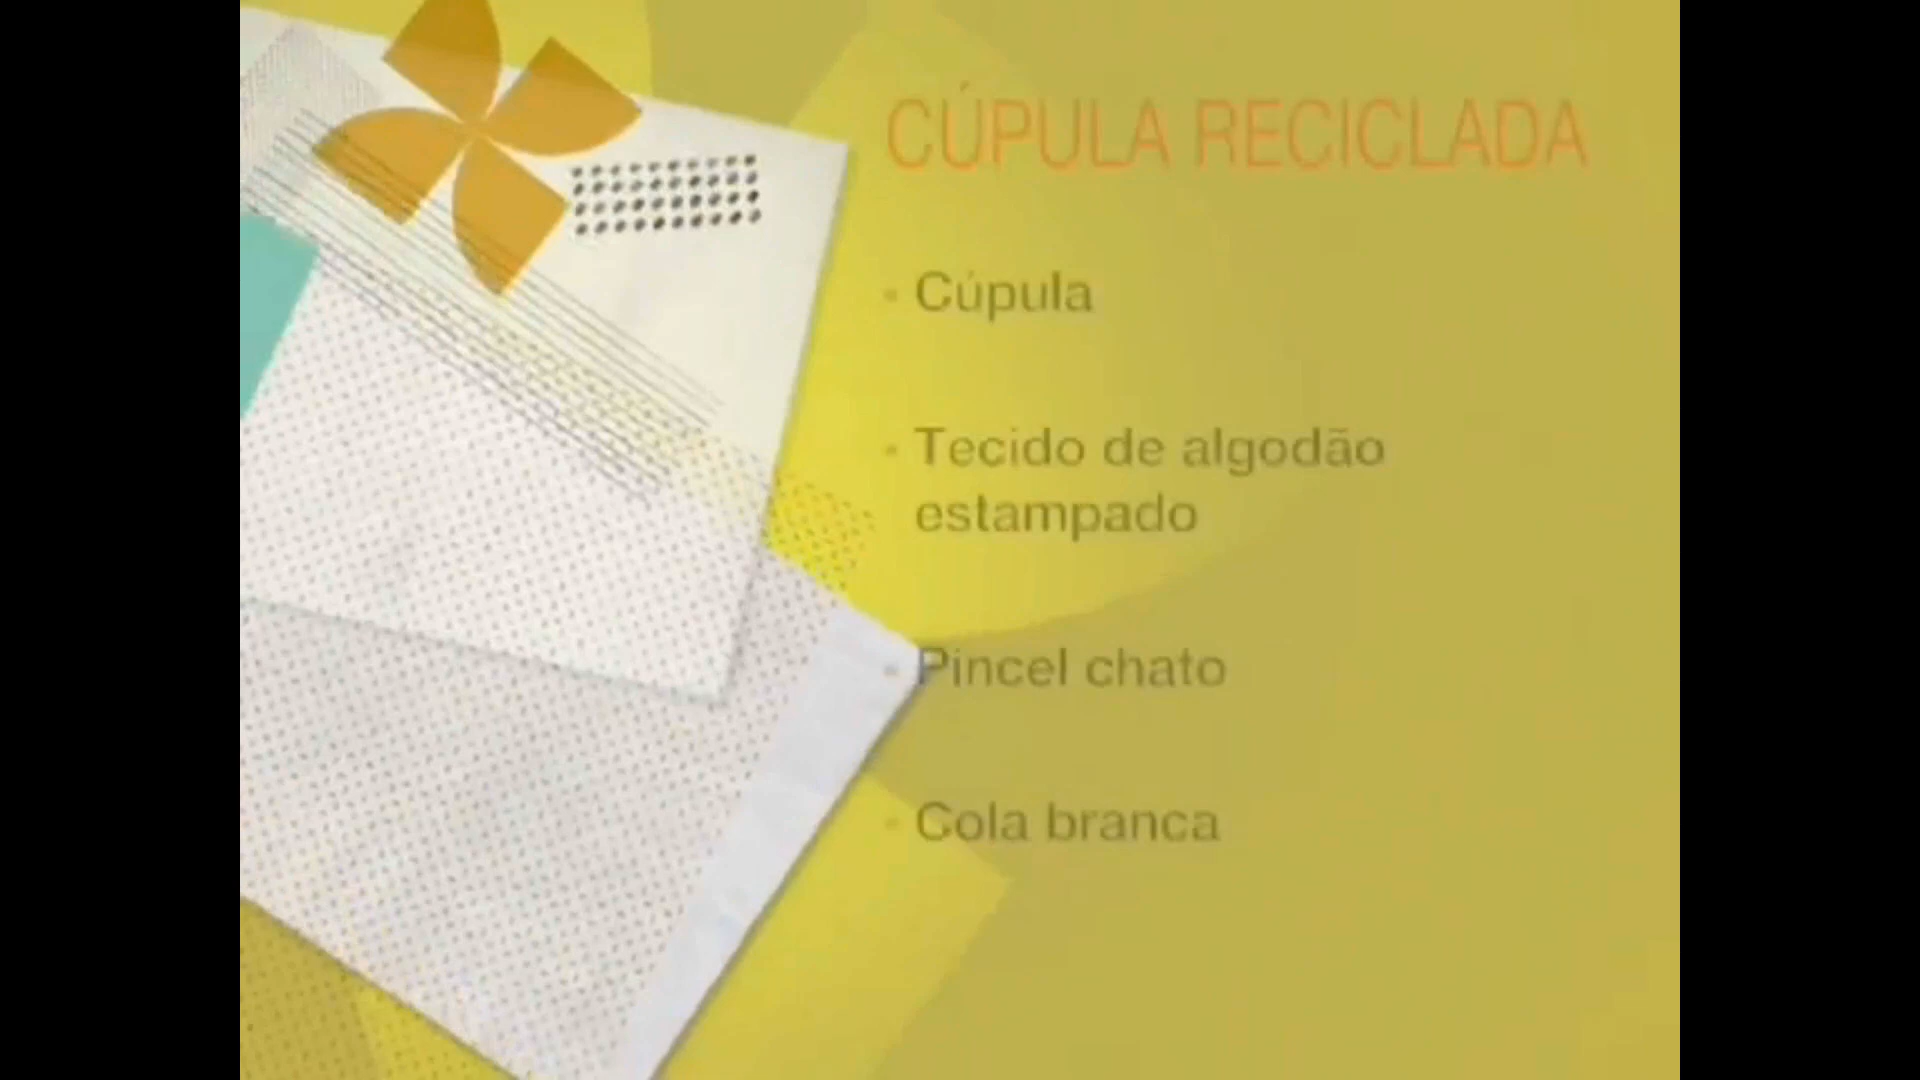 CÚPULA RECICLADA
• Cúpula
• Tecido de algodão
estampado
• Pincel chato
• Cola branca